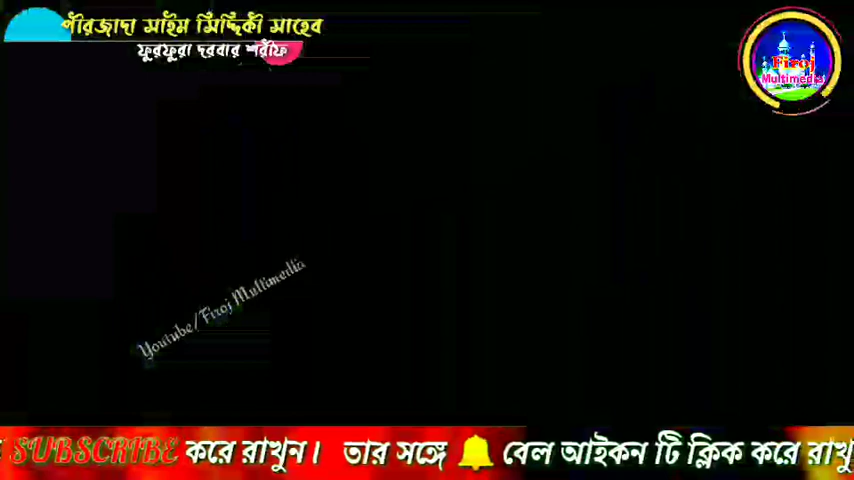 পীরজাদা সাইম সিদ্দিকী সাহেব
ফুরফুরা দরবার শরীফ
Firoj
Multimedia
Youtube/Firoj Multimedia
SUBSCRIBE করে রাখুন। তার সঙ্গে 🔔 বেল আইকন টি ক্লিক করে রাখু